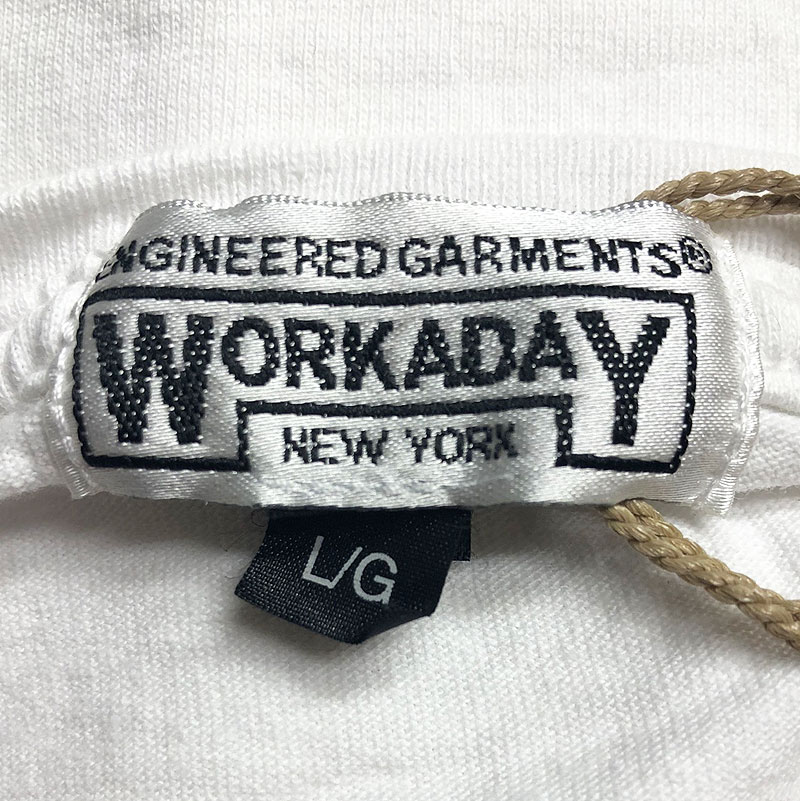 ENGINEERED GARMENTS®
WORKADAY
NEW YORK
L/G